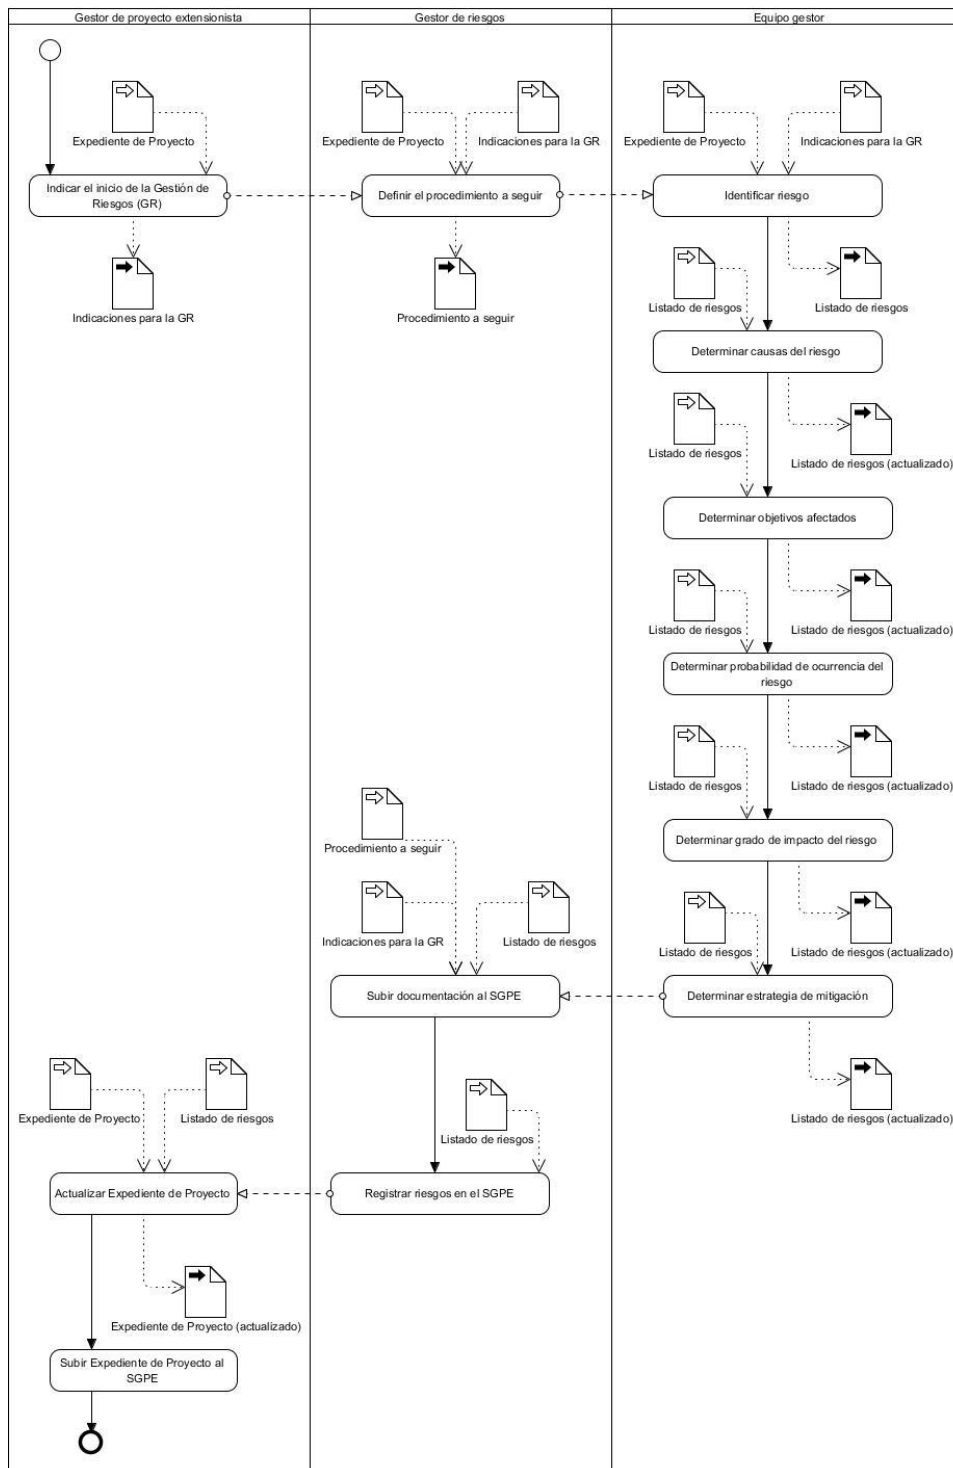 Gestor de proyecto extensionista
Gestor de riesgos
Equipo gestor
Expediente de Proyecto
Expediente de Proyecto
Indicaciones para la GR
Expediente de Proyecto
Indicaciones para la GR
Indicar el inicio de la Gestión de
Riesgos (GR)
Definir el procedimiento a seguir
Identificar riesgo
Indicaciones para la GR
Procedimiento a seguir
Listado de riesgos
Listado de riesgos
Determinar causas del riesgo
Listado de riesgos
Listado de riesgos (actualizado)
Determinar objetivos afectados
Listado de riesgos
Listado de riesgos (actualizado)
Determinar probabilidad de ocurrencia del
riesgo
Listado de riesgos
Listado de riesgos (actualizado)
Procedimiento a seguir
Determinar grado de impacto del riesgo
Indicaciones para la GR
Listado de riesgos
Listado de riesgos
Listado de riesgos (actualizado)
Subir documentación al SGPE
Determinar estrategia de mitigación
Expediente de Proyecto
Listado de riesgos
Listado de riesgos
Listado de riesgos (actualizado)
Actualizar Expediente de Proyecto
Registrar riesgos en el SGPE
Expediente de Proyecto (actualizado)
Subir Expediente de Proyecto al
SGPE